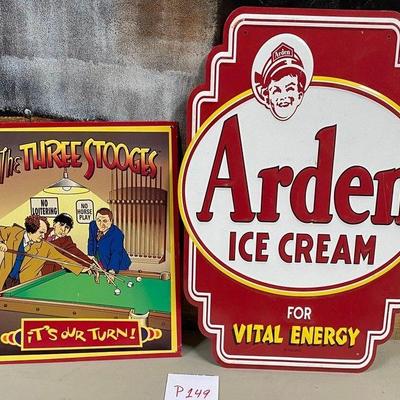 The THREE STOOGES
NO LOITERING
NO HORSE PLAY
iT'S OUR TURN!
Arden
Arden
ICE CREAM
FOR
VITAL ENERGY
P149